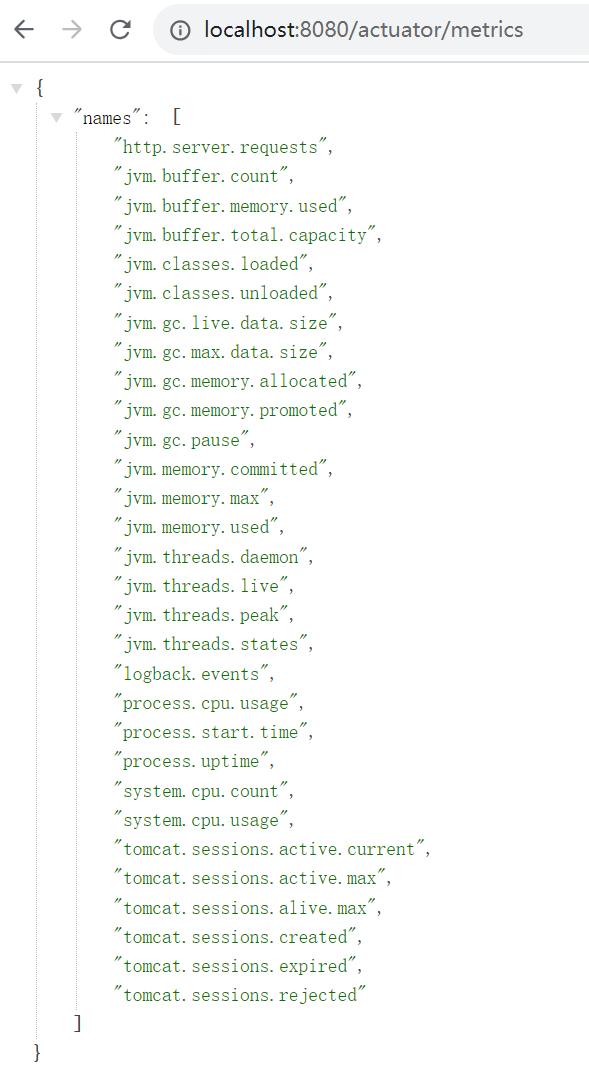 localhost:8080/actuator/metrics
{
"names": [
"http.server.requests",
"jvm.buffer.count",
"jvm.buffer.memory.used",
"jvm.buffer.total.capacity",
"jvm.classes.loaded",
"jvm.classes.unloaded",
"jvm.gc.live.data.size",
"jvm.gc.max.data.size",
"jvm.gc.memory.allocated",
"jvm.gc.memory.promoted",
"jvm.gc.pause",
"jvm.memory.committed",
"jvm.memory.max",
"jvm.memory.used",
"jvm.threads.daemon",
"jvm.threads.live",
"jvm.threads.peak",
"jvm.threads.states",
"logback.events",
"process.cpu.usage",
"process.start.time",
"process.uptime",
"system.cpu.count",
"system.cpu.usage",
"tomcat.sessions.active.current",
"tomcat.sessions.active.max",
"tomcat.sessions.alive.max",
"tomcat.sessions.created",
"tomcat.sessions.expired",
"tomcat.sessions.rejected"
]
}